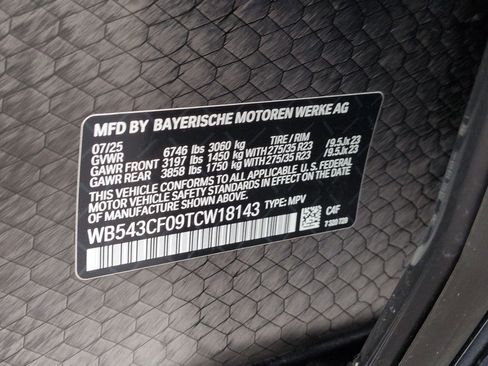 MFD BY BAYERISCHE MOTOREN WERKE AG
07/25 6746 lbs 3060 kg TIRE / RIM
GVWR
GAWR FRONT 3197 lbs 1450 kg WITH 275/35 R23 /9.5Jx23
GAWR REAR 3858 lbs 1750 kg WITH 275/35 R23 /9.5Jx23
THIS VEHICLE CONFORMS TO ALL APPLICABLE U.S. FEDERAL
MOTOR VEHICLE SAFETY STANDARDS IN EFFECT ON THE
DATE OF MANUFACTURE SHOWN ABOVE.
WB543CF09TCW18143 TYPE: MPV
C4F